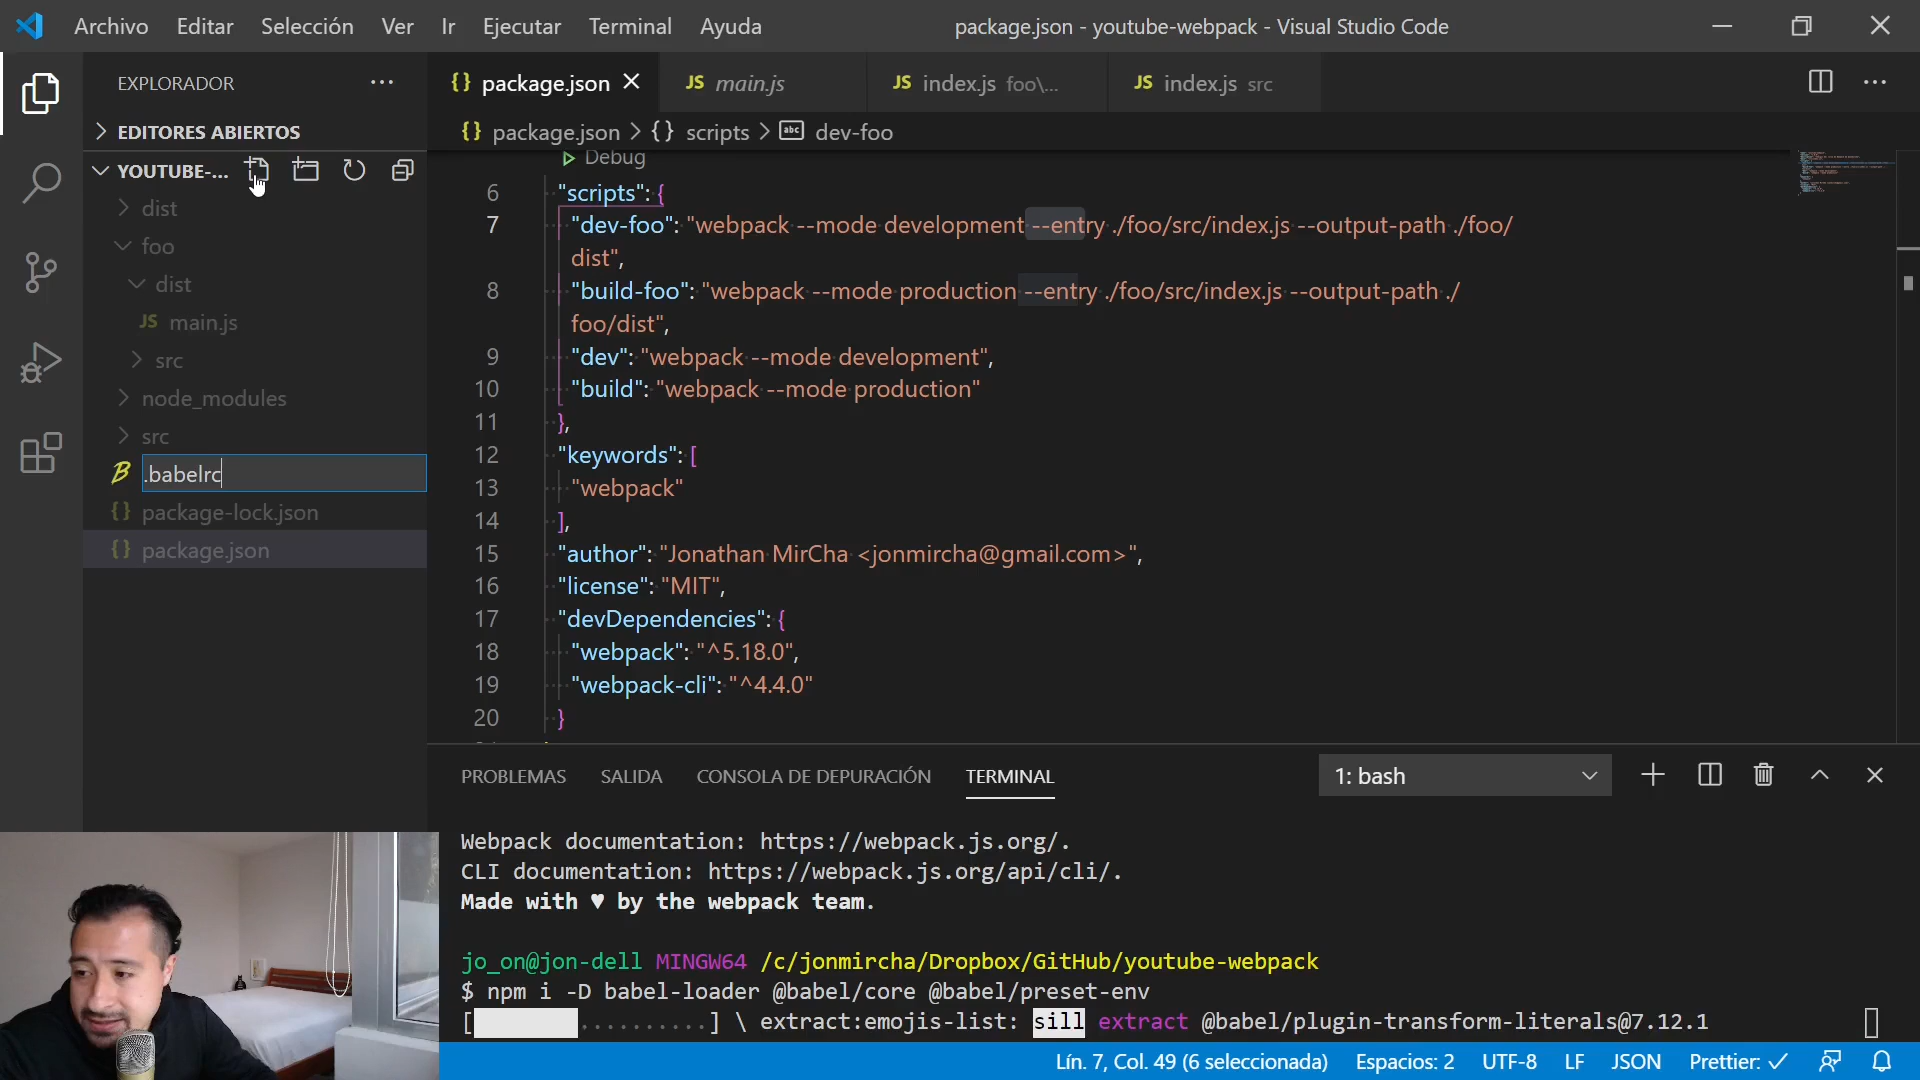 Archivo Editar Selección Ver Ir Ejecutar Terminal Ayuda package.json - youtube-webpack - Visual Studio Code
EXPLORADOR
EDITORES ABIERTOS
YOUTUBE-...
dist
foo
dist
JS main.js
src
node_modules
src
.babelrc
{} package-lock.json
{} package.json
{} package.json JS main.js JS index.js foo\... JS index.js src
{} package.json > {} scripts > abc dev-foo
Debug
6 "scripts": {
7 "dev-foo": "webpack --mode development --entry ./foo/src/index.js --output-path ./foo/
dist",
8 "build-foo": "webpack --mode production --entry ./foo/src/index.js --output-path ./
foo/dist",
9 "dev": "webpack --mode development",
10 "build": "webpack --mode production"
11 },
12 "keywords": [
13 "webpack"
14 ],
15 "author": "Jonathan MirCha <jonmircha@gmail.com>",
16 "license": "MIT",
17 "devDependencies": {
18 "webpack": "^5.18.0",
19 "webpack-cli": "^4.4.0"
20 }
PROBLEMAS SALIDA CONSOLA DE DEPURACIÓN TERMINAL 1: bash
Webpack documentation: https://webpack.js.org/.
CLI documentation: https://webpack.js.org/api/cli/.
Made with ♥ by the webpack team.
jo_on@jon-dell MINGW64 /c/jonmircha/Dropbox/GitHub/youtube-webpack
$ npm i -D babel-loader @babel/core @babel/preset-env
[..........] \ extract:emojis-list: sill extract @babel/plugin-transform-literals@7.12.1
Lín. 7, Col. 49 (6 seleccionada) Espacios: 2 UTF-8 LF JSON Prettier: ✓